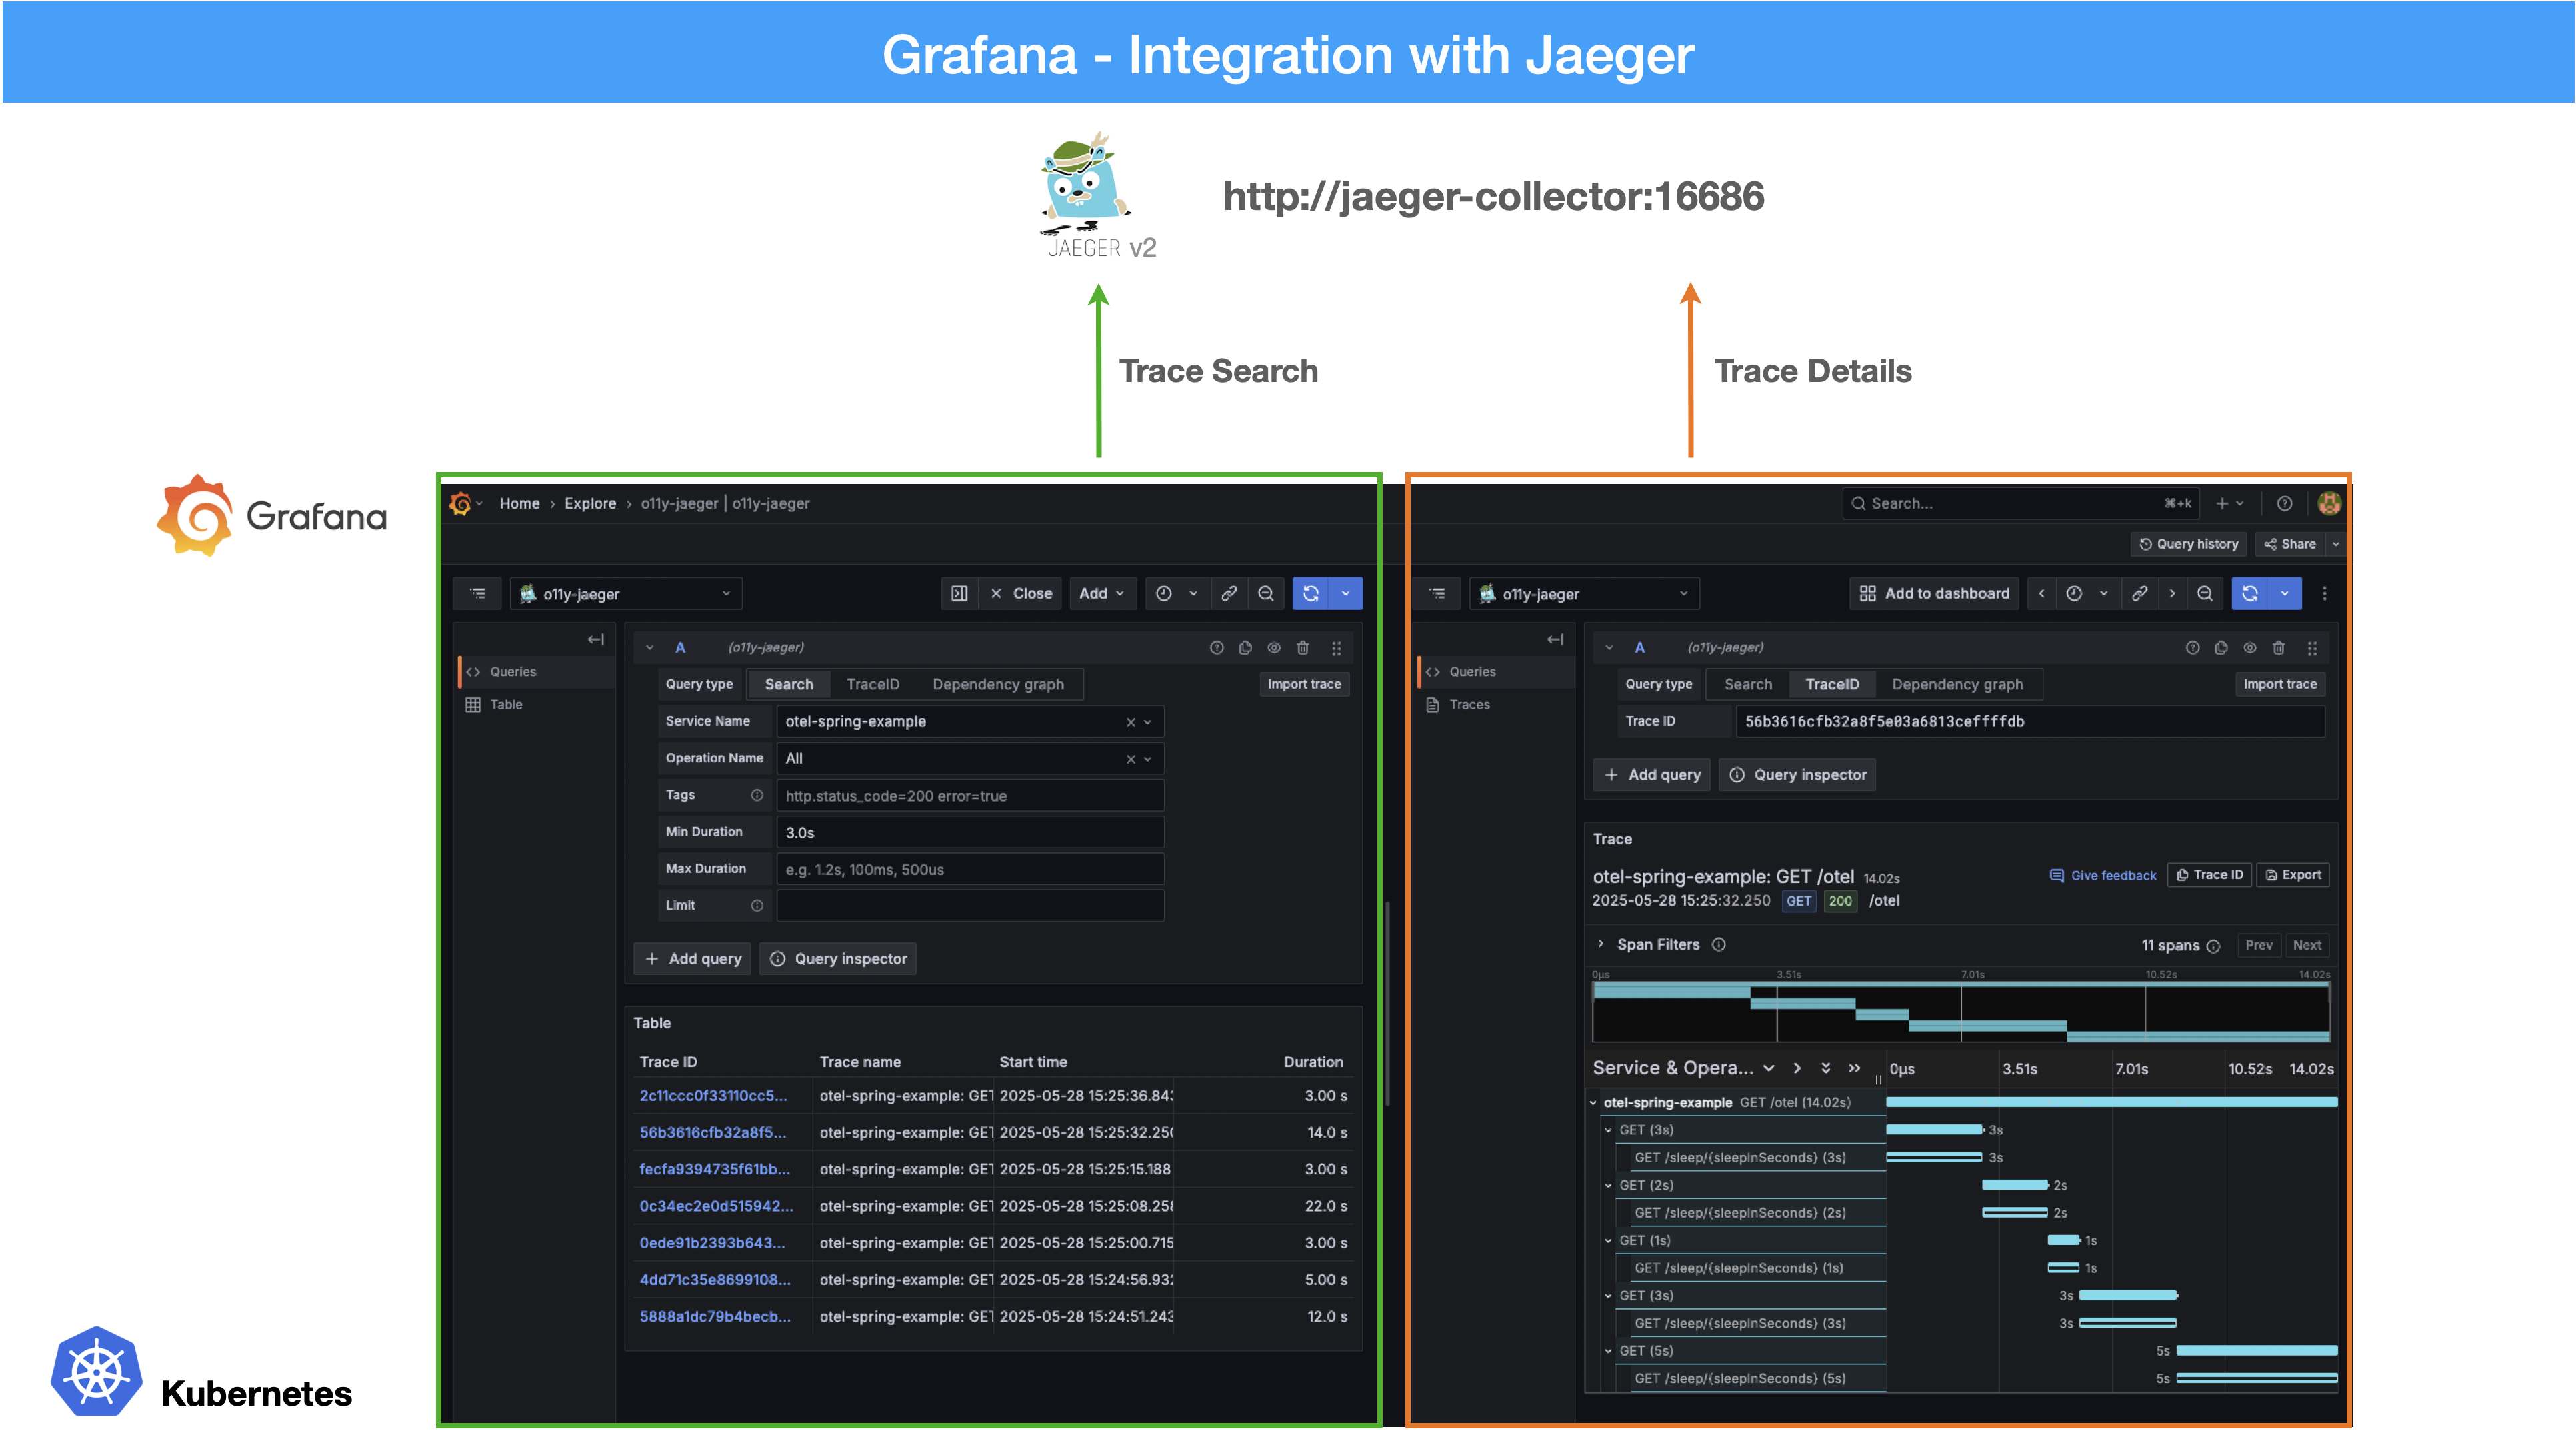 Grafana - Integration with Jaeger
JAEGER v2
http://jaeger-collector:16686
Trace Search
Trace Details
Grafana
Kubernetes
Home › Explore › o11y-jaeger | o11y-jaeger
o11y-jaeger
Close
Add
Queries
Table
A (o11y-jaeger)
Query type Search TraceID Dependency graph Import trace
Service Name otel-spring-example
Operation Name All
Tags http.status_code=200 error=true
Min Duration 3.0s
Max Duration e.g. 1.2s, 100ms, 500us
Limit
+ Add query Query inspector
Table
Trace ID Trace name Start time Duration
2c11ccc0f33110cc5... otel-spring-example: GET 2025-05-28 15:25:36.843 3.00 s
56b3616cfb32a8f5... otel-spring-example: GET 2025-05-28 15:25:32.250 14.0 s
fecfa9394735f61bb... otel-spring-example: GET 2025-05-28 15:25:15.188 3.00 s
0c34ec2e0d515942... otel-spring-example: GET 2025-05-28 15:25:08.258 22.0 s
0ede91b2393b643... otel-spring-example: GET 2025-05-28 15:25:00.715 3.00 s
4dd71c35e8699108... otel-spring-example: GET 2025-05-28 15:24:56.932 5.00 s
5888a1dc79b4becb... otel-spring-example: GET 2025-05-28 15:24:51.243 12.0 s
Search... ⌘+k
Query history Share
o11y-jaeger
Add to dashboard
Queries
Traces
A (o11y-jaeger)
Query type Search TraceID Dependency graph Import trace
Trace ID 56b3616cfb32a8f5e03a6813ceffffdb
+ Add query Query inspector
Trace
otel-spring-example: GET /otel 14.02s
Give feedback Trace ID Export
2025-05-28 15:25:32.250 GET 200 /otel
Span Filters 11 spans Prev Next
0µs 3.51s 7.01s 10.52s 14.02s
Service & Opera... 0µs 3.51s 7.01s 10.52s 14.02s
otel-spring-example GET /otel (14.02s)
GET (3s) 3s
GET /sleep/{sleepInSeconds} (3s) 3s
GET (2s) 2s
GET /sleep/{sleepInSeconds} (2s) 2s
GET (1s) 1s
GET /sleep/{sleepInSeconds} (1s) 1s
GET (3s) 3s
GET /sleep/{sleepInSeconds} (3s) 3s
GET (5s) 5s
GET /sleep/{sleepInSeconds} (5s) 5s